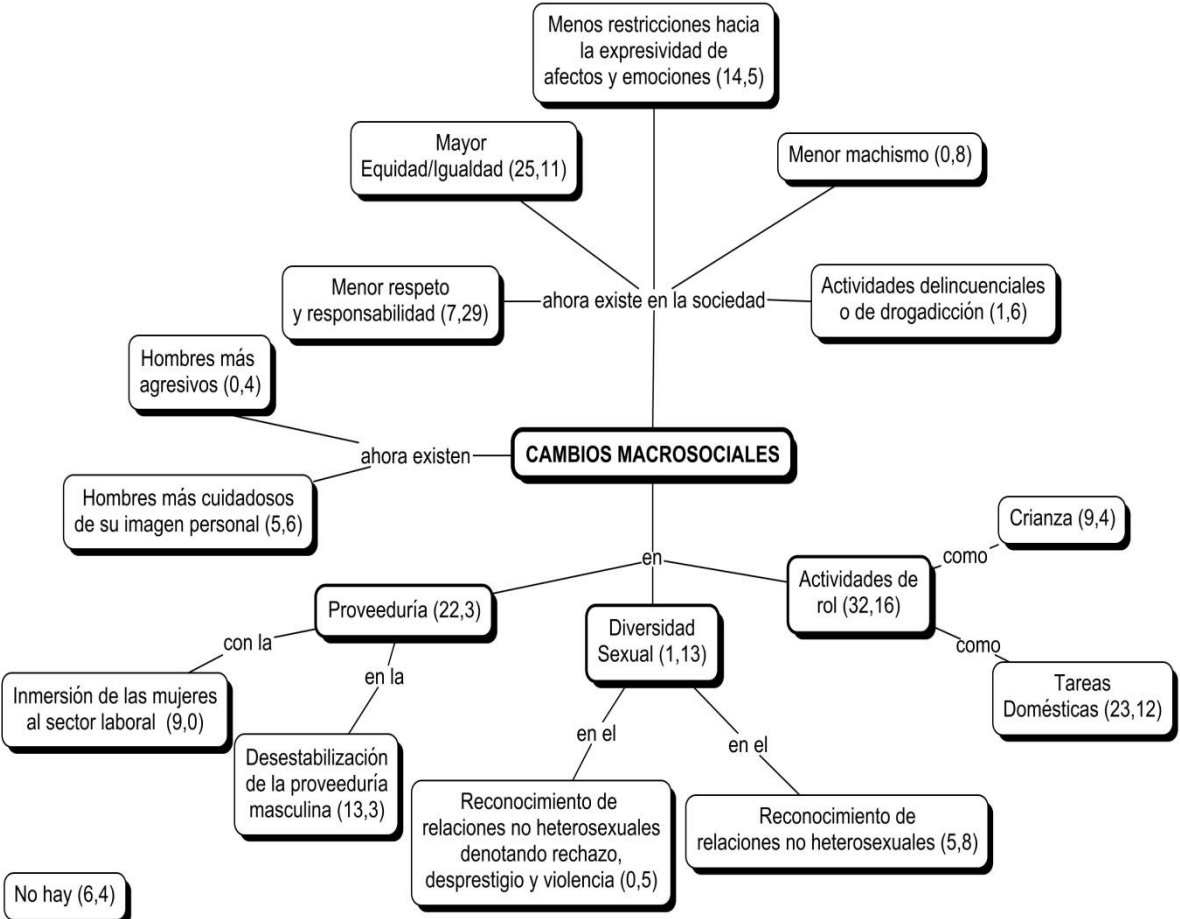 Menos restricciones hacia
la expresividad de
afectos y emociones (14,5)
Mayor
Equidad/Igualdad (25,11)
Menor machismo (0,8)
Menor respeto
y responsabilidad (7,29)
ahora existe en la sociedad
Actividades delincuenciales
o de drogadicción (1,6)
Hombres más
agresivos (0,4)
ahora existen
CAMBIOS MACROSOCIALES
Hombres más cuidadosos
de su imagen personal (5,6)
en
Crianza (9,4)
como
Actividades de
rol (32,16)
como
Tareas
Domésticas (23,12)
Proveeduría (22,3)
con la
Inmersión de las mujeres
al sector laboral (9,0)
en la
Desestabilización
de la proveeduría
masculina (13,3)
Diversidad
Sexual (1,13)
en el
Reconocimiento de
relaciones no heterosexuales
denotando rechazo,
desprestigio y violencia (0,5)
en el
Reconocimiento de
relaciones no heterosexuales (5,8)
No hay (6,4)